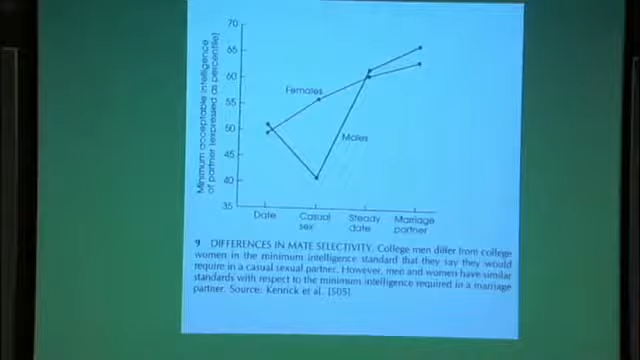 70
65
60
55
50
45
40
35
Minimum acceptable intelligence
of partner (expressed as percentile)
Females
Males
Date
Casual
sex
Steady
date
Marriage
partner
9 DIFFERENCES IN MATE SELECTIVITY. College men differ from college
women in the minimum intelligence standard that they say they would
require in a casual sexual partner. However, men and women have similar
standards with respect to the minimum intelligence required in a marriage
partner. Source: Kenrick et al. [505]